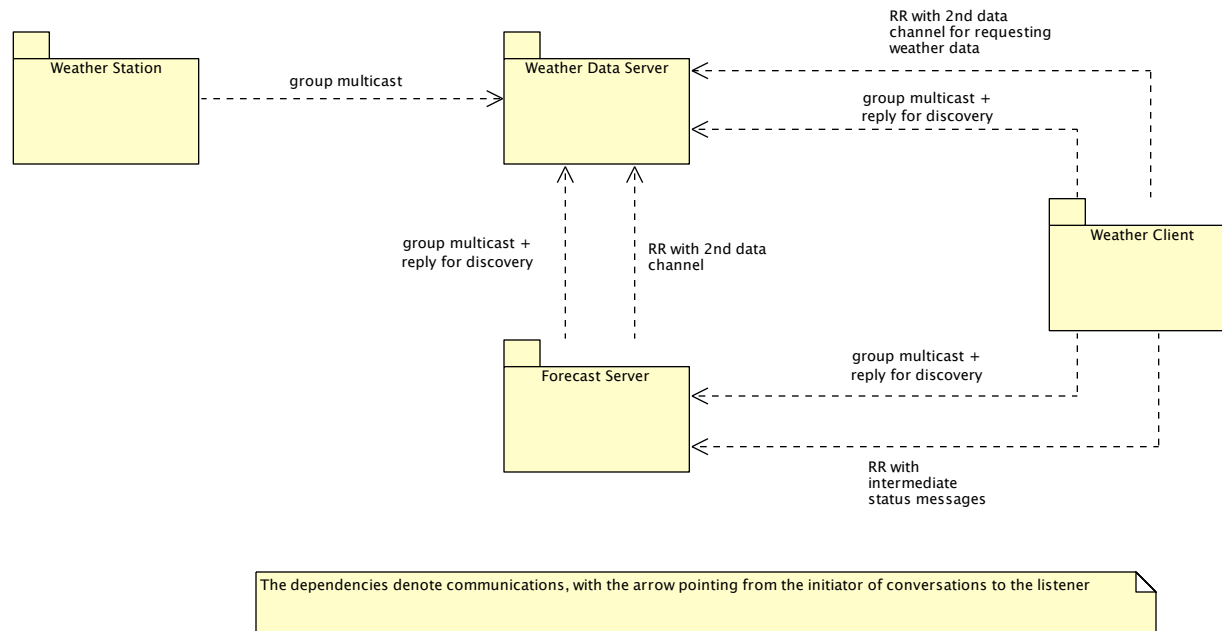 RR with 2nd data
channel for requesting
weather data
Weather Station
group multicast
Weather Data Server
group multicast +
reply for discovery
group multicast +
reply for discovery
RR with 2nd data
channel
Weather Client
group multicast +
reply for discovery
Forecast Server
RR with
intermediate
status messages
The dependencies denote communications, with the arrow pointing from the initiator of conversations to the listener